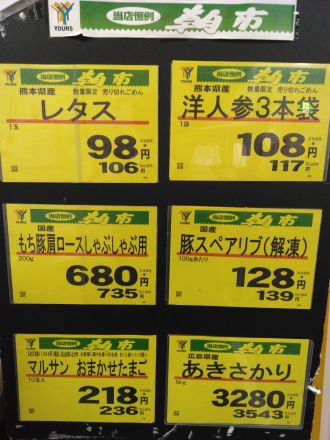 YOURS
当店恒例
朝市
YOURS 当店恒例 朝市
熊本県産 数量限定 売り切れごめん
レタス
1玉
98円
106円
YOURS 当店恒例 朝市
熊本県産 数量限定 売り切れごめん
洋人参3本袋
1袋
108円
117円
YOURS 当店恒例 朝市
国産
もち豚肩ロースしゃぶしゃぶ用
200g
680円
735円
YOURS 当店恒例 朝市
国産
豚スペアリブ(解凍)
100gあたり
128円
139円
YOURS 当店恒例 朝市
マルサン おまかせたまご
10玉入
218円
236円
YOURS 当店恒例 朝市
広島県産
あきさかり
5kg
3280円
3543円